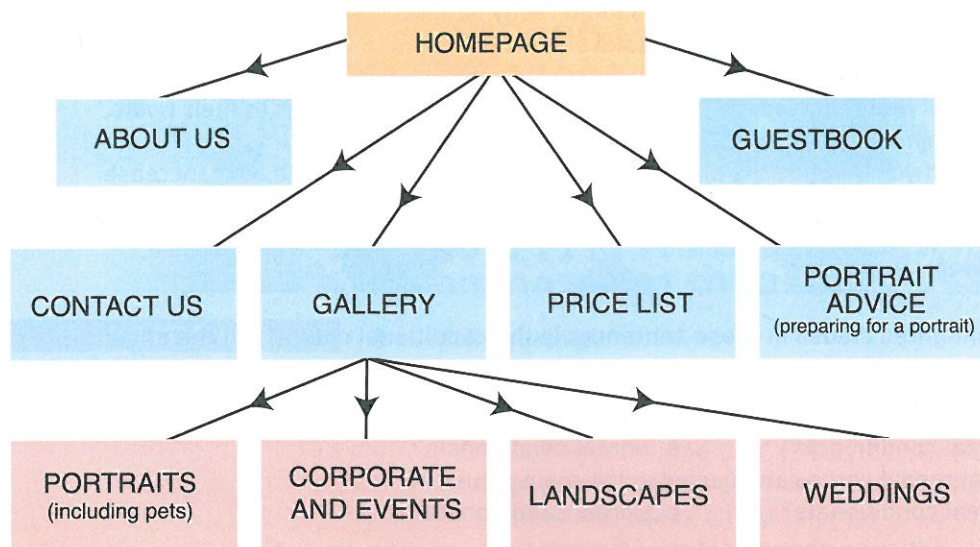 HOMEPAGE
ABOUT US
GUESTBOOK
CONTACT US
GALLERY
PRICE LIST
PORTRAIT
ADVICE
(preparing for a portrait)
PORTRAITS
(including pets)
CORPORATE
AND EVENTS
LANDSCAPES
WEDDINGS